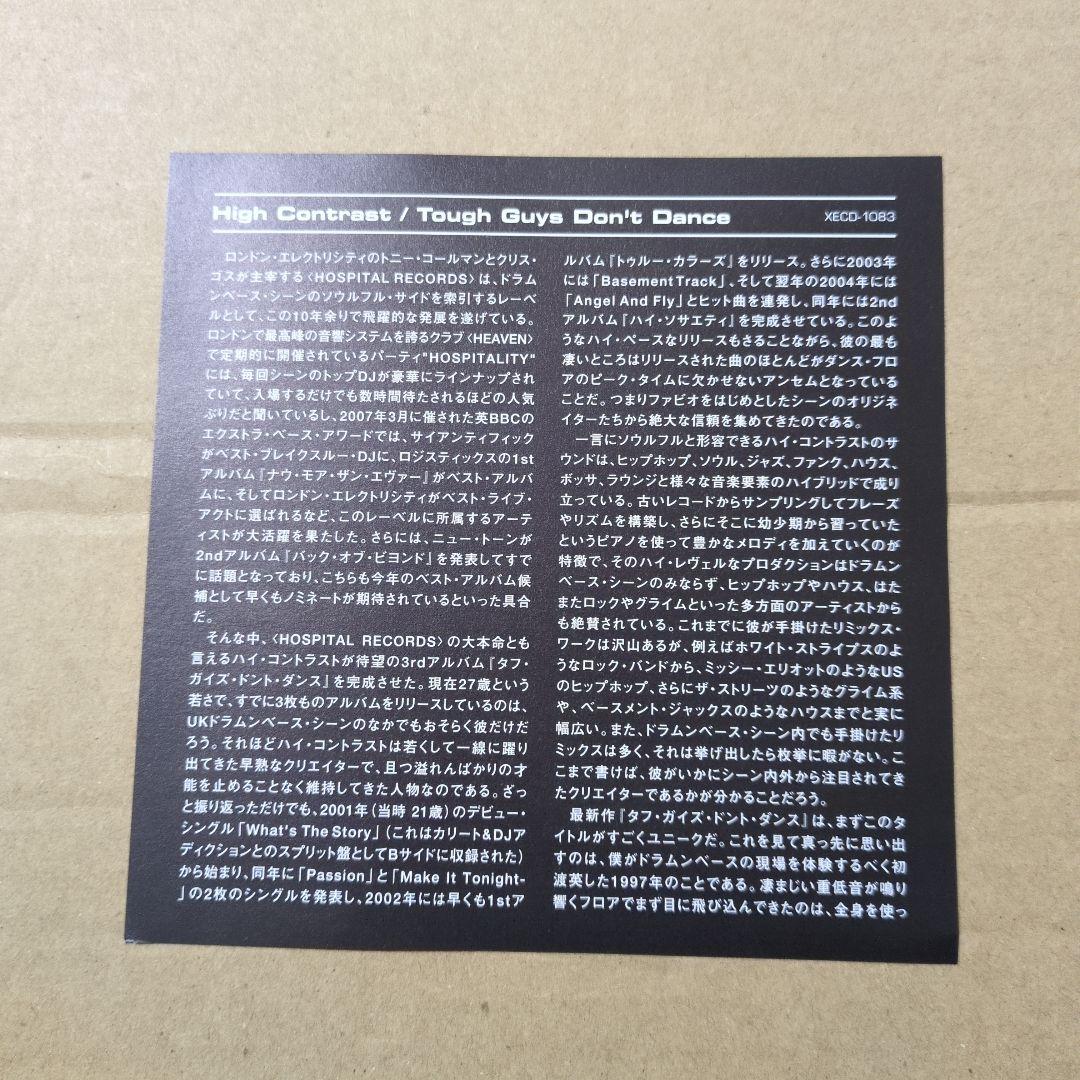 High Contrast / Tough Guys Don't Dance
XECD-1083
ロンドン・エレクトリシティのトニー・コールマンとクリス・
ゴスが主宰する〈HOSPITAL RECORDS〉は、ドラム
ンベース・シーンのソウルフル・サイドを索引するレーベ
ルとして、この10年余りで飛躍的な発展を遂げている。
ロンドンで最高峰の音響システムを誇るクラブ〈HEAVEN〉
で定期的に開催されているパーティ"HOSPITALITY"
には、毎回シーンのトップDJが豪華にラインナップされ
ていて、入場するだけでも数時間待たされるほどの人気
ぶりだと聞いているし、2007年3月に催された英BBCの
エクストラ・ベース・アワードでは、サイアンティフィック
がベスト・ブレイクスルー・DJに、ロジスティックスの1st
アルバム『ナウ・モア・ザン・エヴァー』がベスト・アルバ
ムに、そしてロンドン・エレクトリシティがベスト・ライブ・
アクトに選ばれるなど、このレーベルに所属するアーテ
ィストが大活躍を果たした。さらには、ニュー・トーンが
2ndアルバム『バック・オブ・ビヨンド』を発表してすで
に話題となっており、こちらも今年のベスト・アルバム候
補として早くもノミネートが期待されているといった具合
だ。
そんな中、〈HOSPITAL RECORDS〉の大本命とも
言えるハイ・コントラストが待望の3rdアルバム『タフ・
ガイズ・ドント・ダンス』を完成させた。現在27歳という
若さで、すでに3枚ものアルバムをリリースしているのは、
UKドラムンベース・シーンのなかでもおそらく彼だけだ
ろう。それほどハイ・コントラストは若くして一線に躍り
出てきた早熟なクリエイターで、且つ溢れんばかりの才
能を止めることなく維持してきた人物なのである。ざっ
と振り返っただけでも、2001年(当時 21歳)のデビュー・
シングル「What's The Story」(これはカリート&DJア
ディクションとのスプリット盤としてBサイドに収録された)
から始まり、同年に「Passion」と「Make It Tonight-
」の2枚のシングルを発表し、2002年には早くも1stア
ルバム『トゥルー・カラーズ』をリリース。さらに2003年
には「Basement Track」、そして翌年の2004年には
「Angel And Fly」とヒット曲を連発し、同年には2nd
アルバム『ハイ・ソサエティ』を完成させている。このよ
うなハイ・ペースなリリースもさることながら、彼の最も
凄いところはリリースされた曲のほとんどがダンス・フロ
アのピーク・タイムに欠かせないアンセムとなっている
ことだ。つまりファビオをはじめとしたシーンのオリジネ
イターたちから絶大な信頼を集めてきたのである。
一言にソウルフルと形容できるハイ・コントラストのサ
ウンドは、ヒップホップ、ソウル、ジャズ、ファンク、ハウス、
ボッサ、ラウンジと様々な音楽要素のハイブリッドで成り
立っている。古いレコードからサンプリングしてフレーズ
やリズムを構築し、さらにそこに幼少期から習っていた
というピアノを使って豊かなメロディを加えていくのが
特徴で、そのハイ・レヴェルなプロダクションはドラムン
ベース・シーンのみならず、ヒップホップやハウス、はた
またロックやグライムといった多方面のアーティストから
も絶賛されている。これまでに彼が手掛けたリミックス・
ワークは沢山あるが、例えばホワイト・ストライプスのよ
うなロック・バンドから、ミッシー・エリオットのようなUS
のヒップホップ、さらにザ・ストリーツのようなグライム系
や、ベースメント・ジャックスのようなハウスまでと実に
幅広い。また、ドラムンベース・シーン内でも手掛けたリ
ミックスは多く、それは挙げ出したら枚挙に暇がない。こ
こまで書けば、彼がいかにシーン内外から注目されてき
たクリエイターであるかが分かることだろう。
最新作『タフ・ガイズ・ドント・ダンス』は、まずこのタ
イトルがすごくユニークだ。これを見て真っ先に思い出
すのは、僕がドラムンベースの現場を体験するべく初
渡英した1997年のことである。凄まじい重低音が鳴り
響くフロアでまず目に飛び込んできたのは、全身を使っ